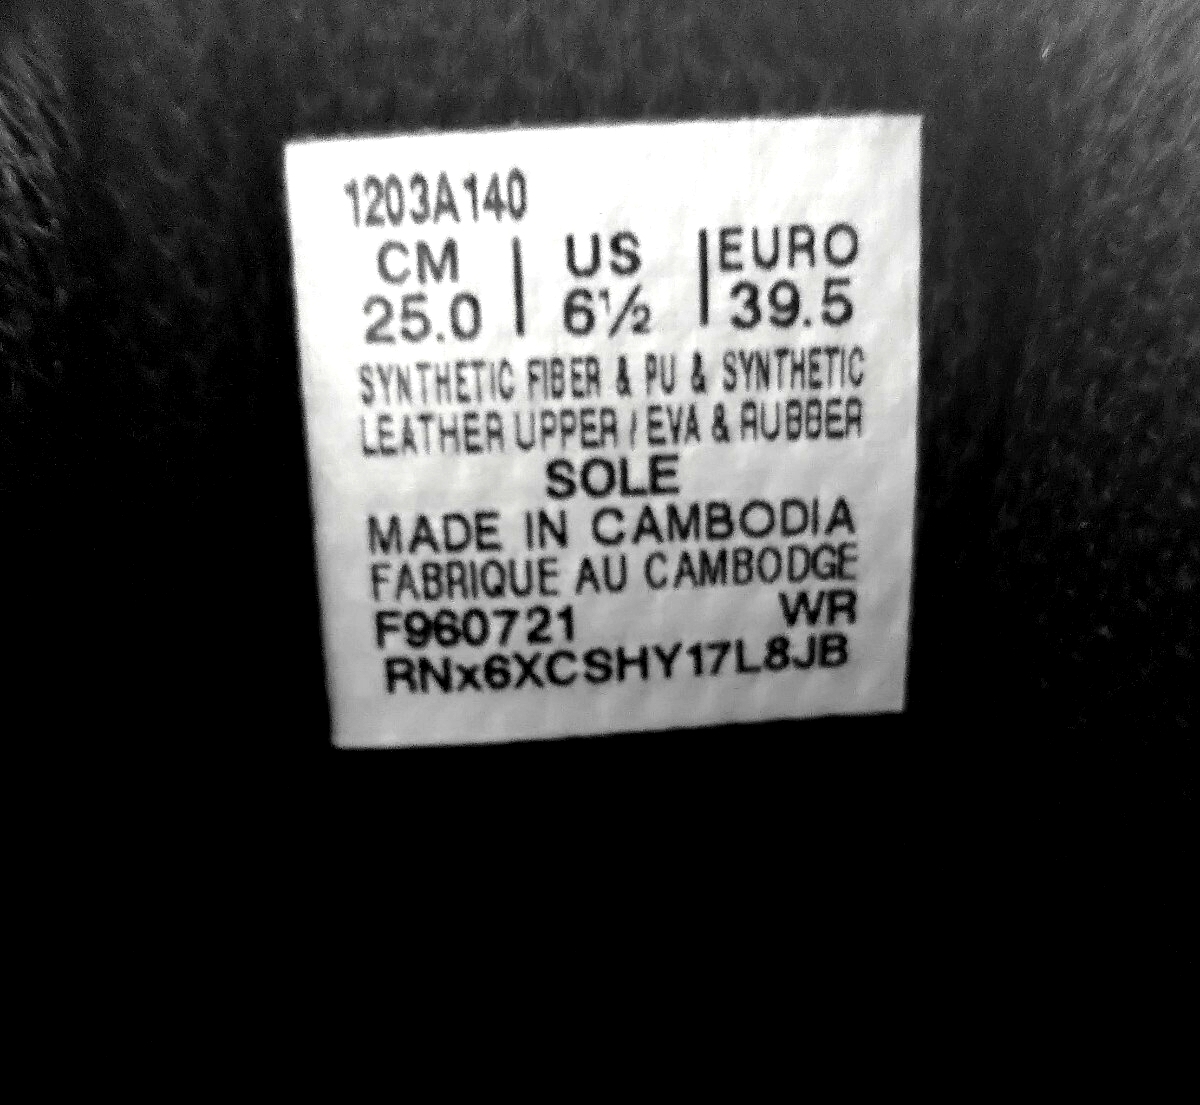 1203A140
CM | US | EURO
25.0 | 6½ | 39.5
SYNTHETIC FIBER & PU & SYNTHETIC
LEATHER UPPER / EVA & RUBBER
SOLE
MADE IN CAMBODIA
FABRIQUE AU CAMBODGE
F960721 WR
RNx6XCSHY17L8JB